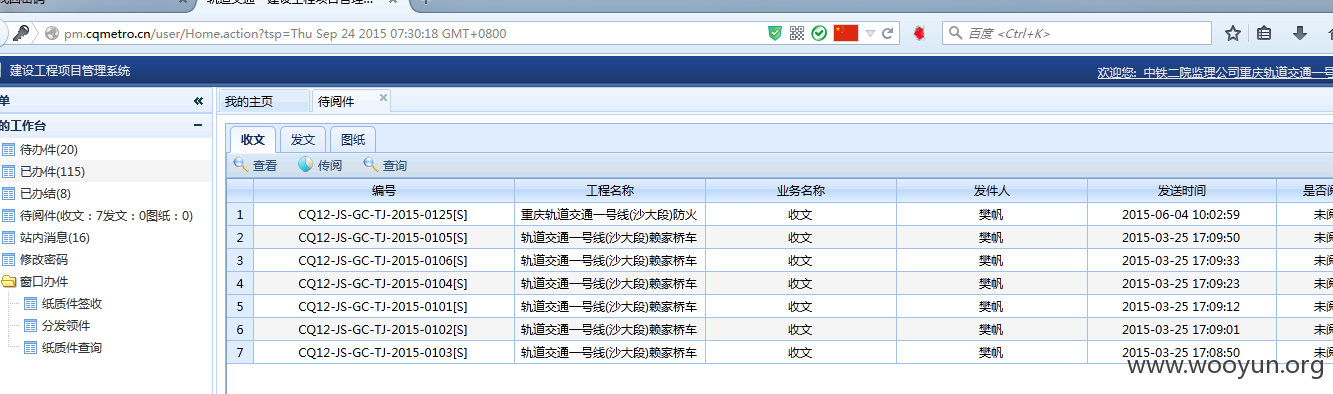 pm.cqmetro.cn/user/Home.action?tsp=Thu Sep 24 2015 07:30:18 GMT+0800
百度 <Ctrl+K>
建设工程项目管理系统
欢迎您: 中铁二院监理公司重庆轨道交通一号
单
我的主页
待阅件
的工作台
待办件(20)
已办件(115)
已办结(8)
待阅件(收文：7发文：0图纸：0)
站内消息(16)
修改密码
窗口办件
纸质件签收
分发领件
纸质件查询
收文 发文 图纸
查看 传阅 查询
编号 工程名称 业务名称 发件人 发送时间 是否阅
1 CQ12-JS-GC-TJ-2015-0125[S] 重庆轨道交通一号线(沙大段)防火 收文 樊帆 2015-06-04 10:02:59 未阅
2 CQ12-JS-GC-TJ-2015-0105[S] 轨道交通一号线(沙大段)赖家桥车 收文 樊帆 2015-03-25 17:09:50 未阅
3 CQ12-JS-GC-TJ-2015-0106[S] 轨道交通一号线(沙大段)赖家桥车 收文 樊帆 2015-03-25 17:09:33 未阅
4 CQ12-JS-GC-TJ-2015-0104[S] 轨道交通一号线(沙大段)赖家桥车 收文 樊帆 2015-03-25 17:09:23 未阅
5 CQ12-JS-GC-TJ-2015-0101[S] 轨道交通一号线(沙大段)赖家桥车 收文 樊帆 2015-03-25 17:09:12 未阅
6 CQ12-JS-GC-TJ-2015-0102[S] 轨道交通一号线(沙大段)赖家桥车 收文 樊帆 2015-03-25 17:09:01 未阅
7 CQ12-JS-GC-TJ-2015-0103[S] 轨道交通一号线(沙大段)赖家桥车 收文 樊帆 2015-03-25 17:08:50 未阅
www.wooyun.org